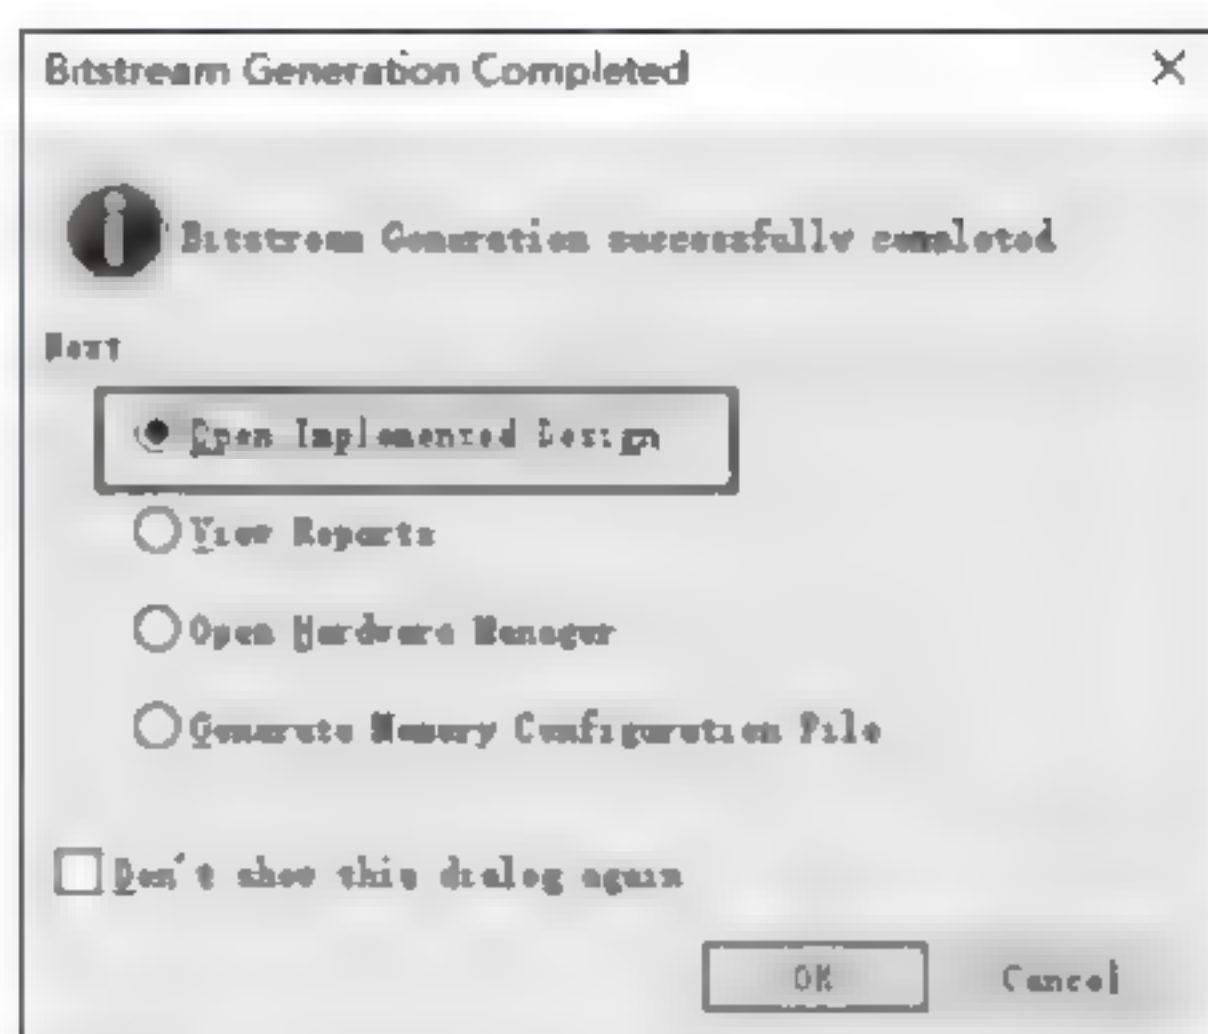 Bitstream Generation Completed
Bitstream Generation successfully completed
Next
Open Implemented Design
View Reports
Open Hardware Manager
Generate Memory Configuration File
Don't show this dialog again
OK Cancel